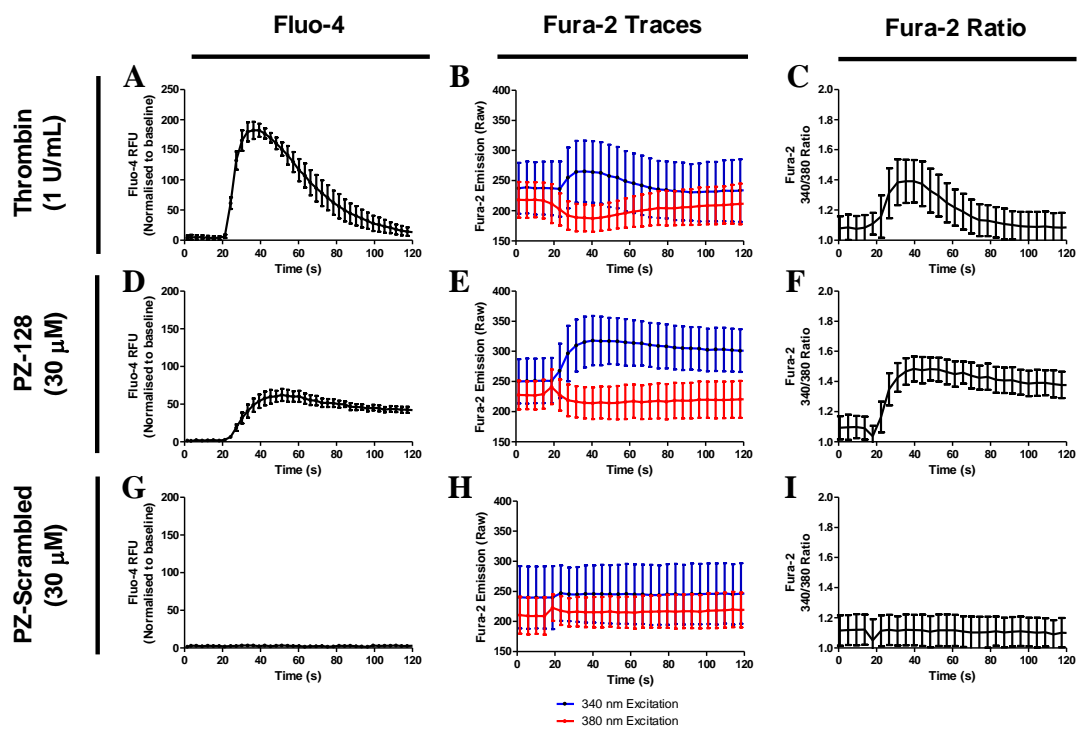 Fluo-4
Fura-2 Traces
Fura-2 Ratio
Thrombin
(1 U/mL)
A
Fluo-4 RFU
(Normalised to baseline)
250
200
150
100
50
0
0 20 40 60 80 100 120
Time (s)
B
Fura-2 Emission (Raw)
400
350
300
250
200
150
0 20 40 60 80 100 120
Time (s)
C
Fura-2
340/380 Ratio
2.0
1.8
1.6
1.4
1.2
1.0
0 20 40 60 80 100 120
Time (s)
PZ-128
(30 µM)
D
Fluo-4 RFU
(Normalised to baseline)
200
150
100
50
0
0 20 40 60 80 100 120
Time (s)
E
Fura-2 Emission (Raw)
400
350
300
250
200
150
0 20 40 60 80 100 120
Time (s)
F
Fura-2
340/380 Ratio
2.0
1.8
1.6
1.4
1.2
1.0
0 20 40 60 80 100 120
Time (s)
PZ-Scrambled
(30 µM)
G
Fluo-4 RFU
(Normalised to baseline)
200
150
100
50
0
0 20 40 60 80 100 120
Time (s)
H
Fura-2 Emission (Raw)
400
350
300
250
200
150
0 20 40 60 80 100 120
Time (s)
I
Fura-2
340/380 Ratio
2.0
1.8
1.6
1.4
1.2
1.0
0 20 40 60 80 100 120
Time (s)
340 nm Excitation
380 nm Excitation